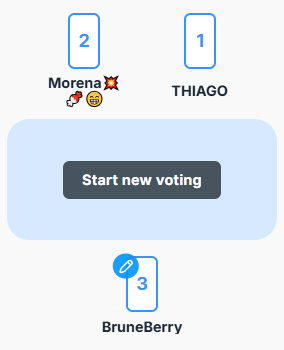 2 1
Morena💥 THIAGO
📌😁
Start new voting
3
BruneBerry